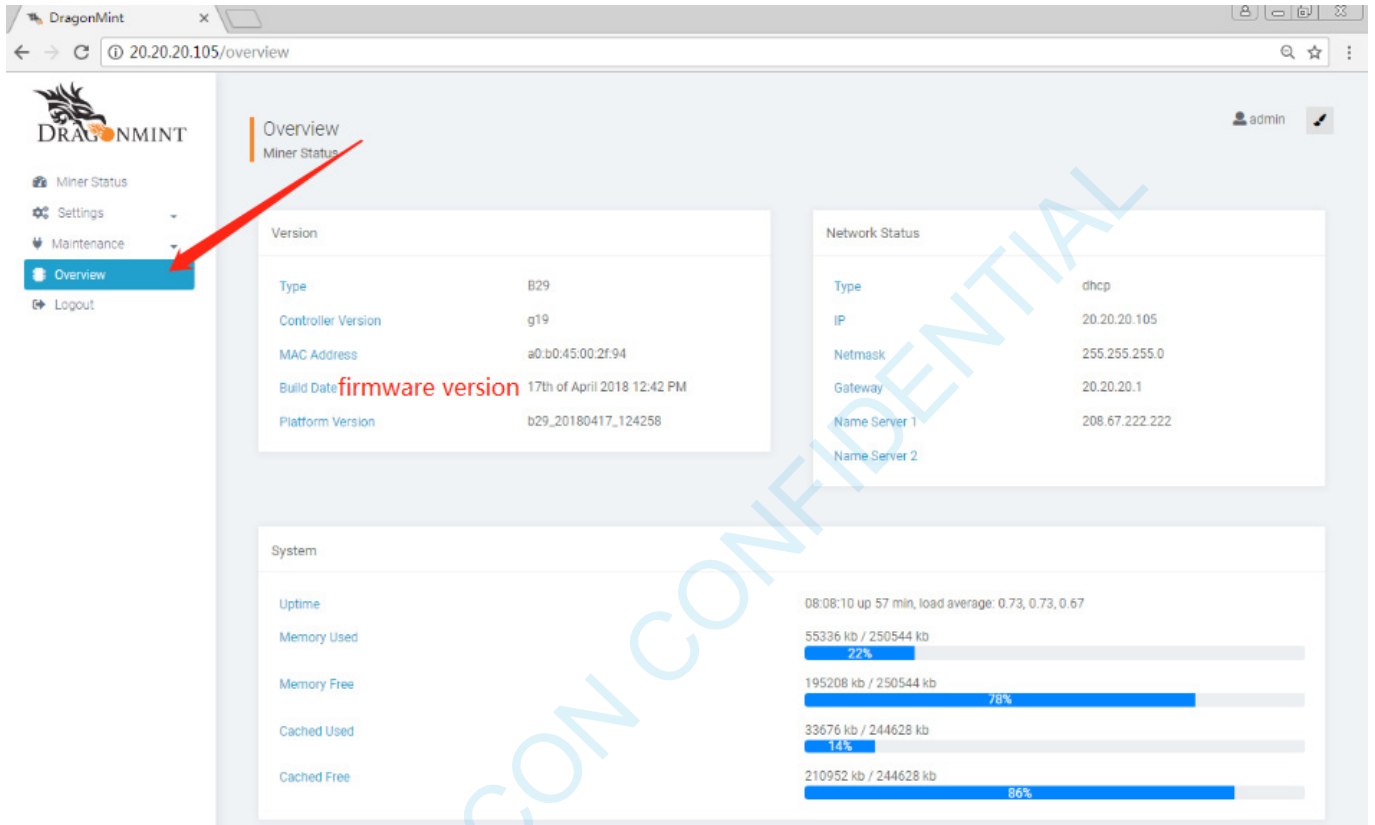 DragonMint
20.20.20.105/overview
DRAGONMINT
admin
Overview
Miner Status
Miner Status
Settings
Maintenance
Overview
Logout
Version
Type B29
Controller Version g19
MAC Address a0:b0:45:00:2f:94
Build Date firmware version 17th of April 2018 12:42 PM
Platform Version b29_20180417_124258
Network Status
Type dhcp
IP 20.20.20.105
Netmask 255.255.255.0
Gateway 20.20.20.1
Name Server 1 208.67.222.222
Name Server 2
System
Uptime 08:08:10 up 57 min, load average: 0.73, 0.73, 0.67
Memory Used 55336 kb / 250544 kb
22%
Memory Free 195208 kb / 250544 kb
78%
Cached Used 33676 kb / 244628 kb
14%
Cached Free 210952 kb / 244628 kb
86%
CON CONFIDENTIAL